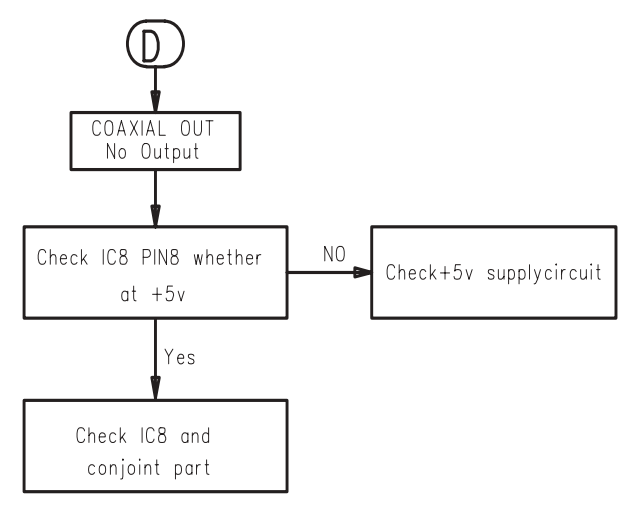 D
COAXIAL OUT
No Output
Check IC8 PIN8 whether
at +5v
NO
Check+5v supplycircuit
Yes
Check IC8 and
conjoint part